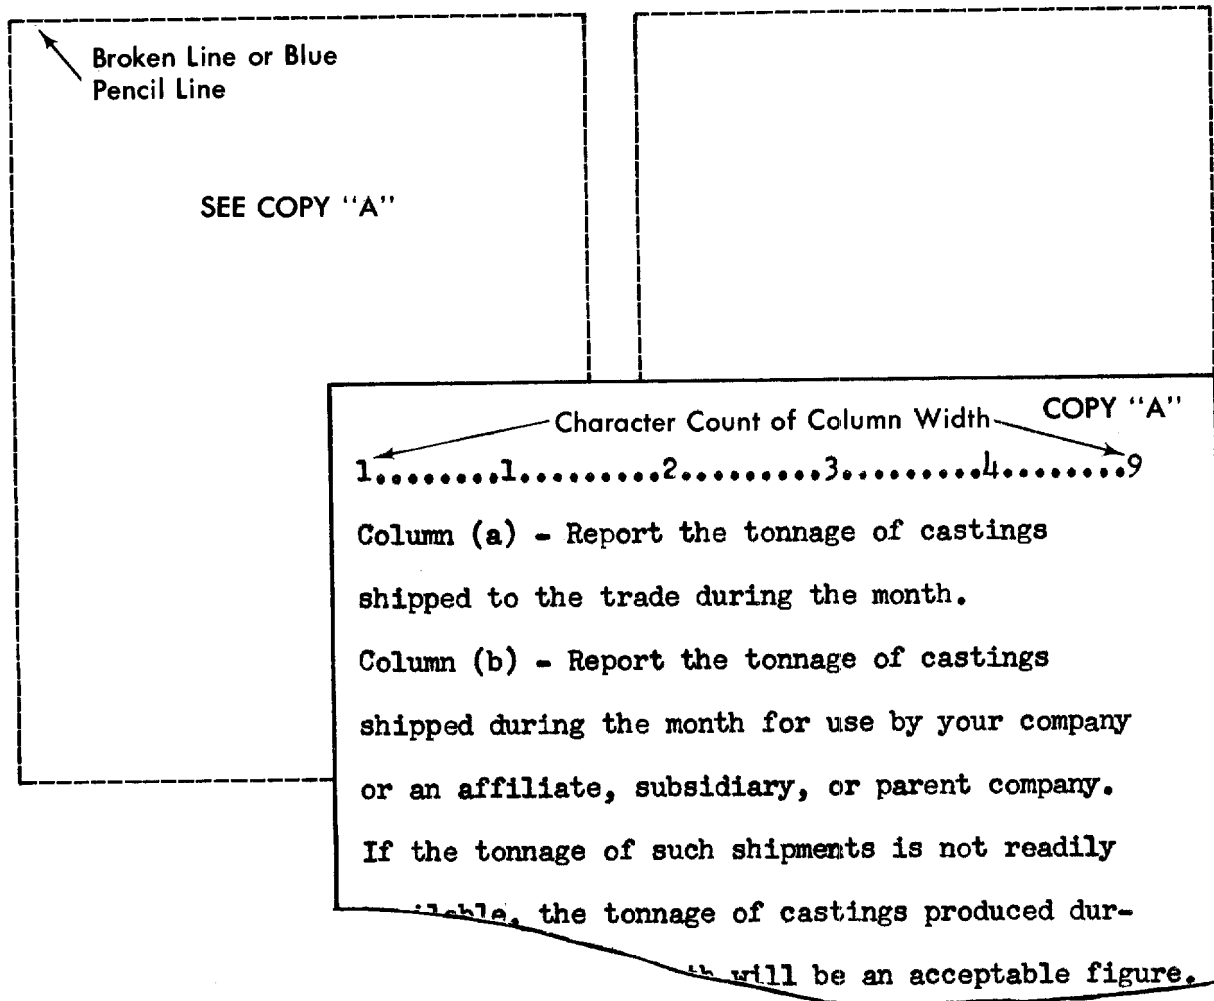 Broken Line or Blue
Pencil Line
SEE COPY "A"
COPY "A"
Character Count of Column Width
1........1.........2.........3.........4........9
Column (a) - Report the tonnage of castings
shipped to the trade during the month.
Column (b) - Report the tonnage of castings
shipped during the month for use by your company
or an affiliate, subsidiary, or parent company.
If the tonnage of such shipments is not readily
the tonnage of castings produced dur-
will be an acceptable figure.